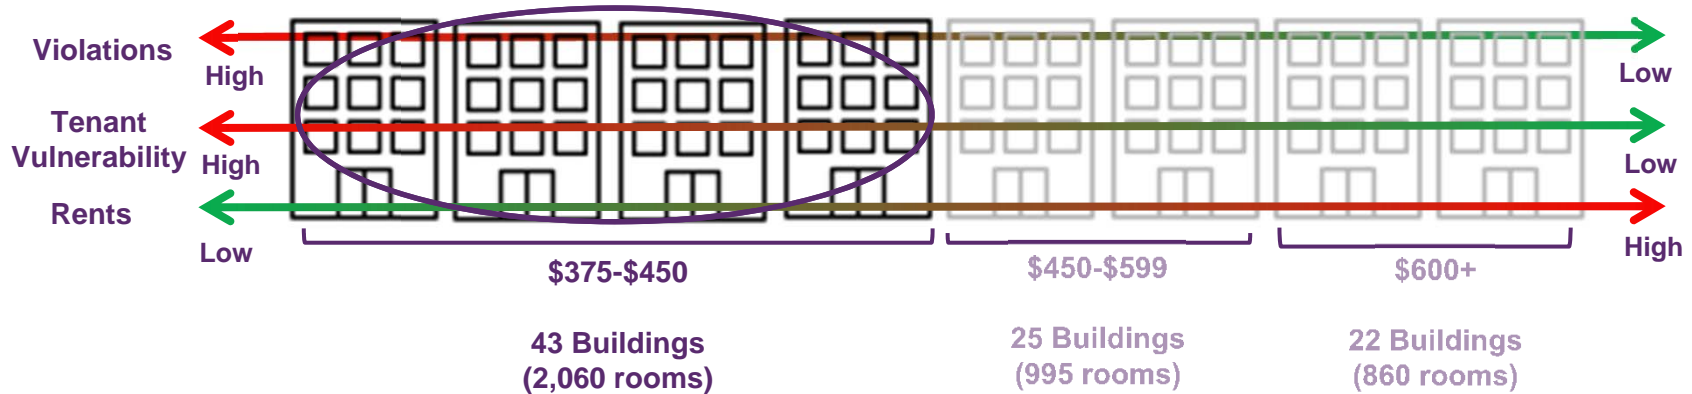 Violations
High
Low
Tenant
Vulnerability
High
Low
Rents
Low
High
$375-$450
$450-$599
$600+
43 Buildings
(2,060 rooms)
25 Buildings
(995 rooms)
22 Buildings
(860 rooms)